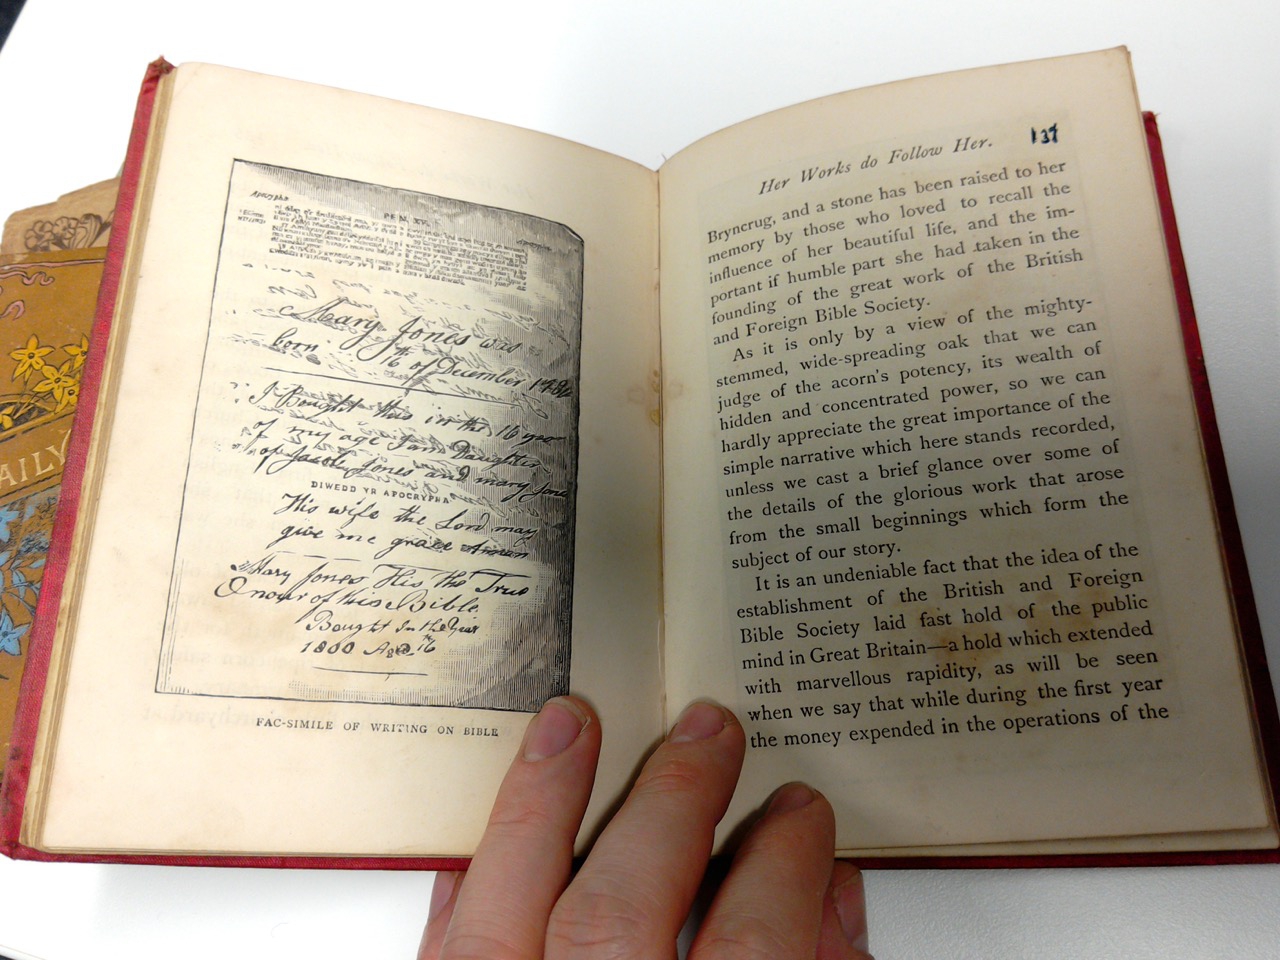 AILY
Apocrypha
PEN. XV.
Mary Jones was
born 16th of December 1784
I Bought this in the 16 year
of my age I am Daughter
of Jacob Jones and mary Jones
DIWEDD YR APOCRYPHA
His wife the Lord may
give me grace Amen
Mary Jones His the True
Onour of this Bible
Bought In the Year
1800 Aged 16th
FAC-SIMILE OF WRITING ON BIBLE
Her Works do Follow Her. 137
Bryncrug, and a stone has been raised to her
memory by those who loved to recall the
influence of her beautiful life, and the im-
portant if humble part she had taken in the
founding of the great work of the British
and Foreign Bible Society.
As it is only by a view of the mighty-
stemmed, wide-spreading oak that we can
judge of the acorn's potency, its wealth of
hidden and concentrated power, so we can
hardly appreciate the great importance of the
simple narrative which here stands recorded,
unless we cast a brief glance over some of
the details of the glorious work that arose
from the small beginnings which form the
subject of our story.
It is an undeniable fact that the idea of the
establishment of the British and Foreign
Bible Society laid fast hold of the public
mind in Great Britain—a hold which extended
with marvellous rapidity, as will be seen
when we say that while during the first year
the money expended in the operations of the